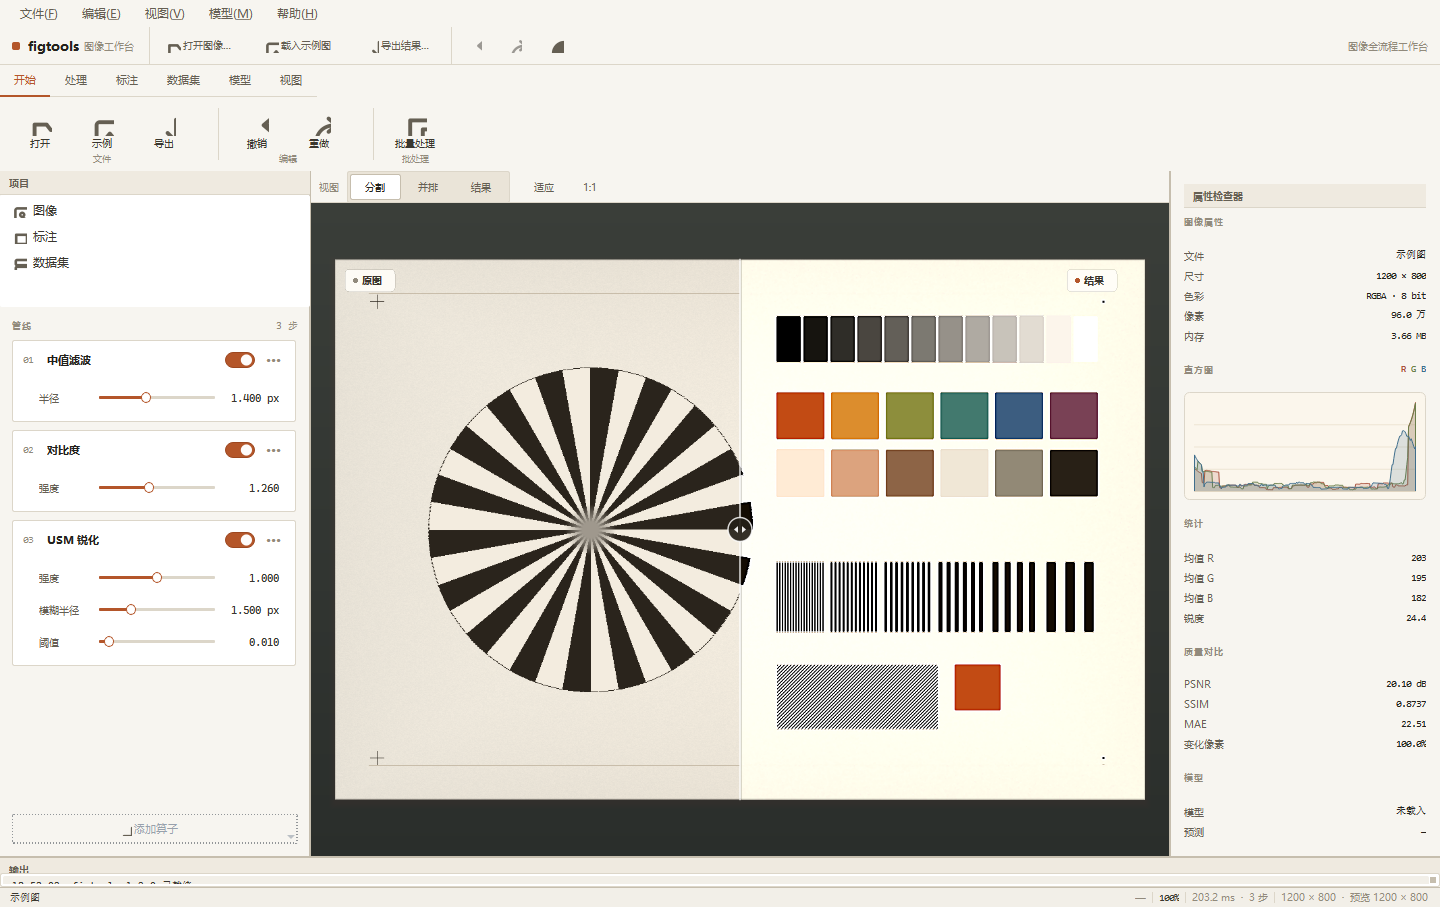 文件(F) 编辑(E) 视图(V) 模型(M) 帮助(H)
figtools 图像工作台 打开图像... 载入示例图 导出结果... 图像全流程工作台
开始 处理 标注 数据集 模型 视图
打开 示例 导出 撤销 重做 批量处理
文件 编辑 批处理
项目
图像
标注
数据集
管线 3 步
01 中值滤波
半径 1.400 px
02 对比度
强度 1.260
03 USM 锐化
强度 1.000
模糊半径 1.500 px
阈值 0.010
添加算子
视图 分割 并排 结果 适应 1:1
原图 结果
属性检查器
图像属性
文件 示例图
尺寸 1200 × 800
色彩 RGBA · 8 bit
像素 96.0 万
内存 3.66 MB
直方图 R G B
统计
均值 R 203
均值 G 195
均值 B 182
锐度 24.4
质量对比
PSNR 20.10 dB
SSIM 0.8737
MAE 22.51
变化像素 100.0%
模型
模型 未载入
预测 —
输出
示例图 — 100% 203.2 ms · 3 步 1200 × 800 · 预览 1200 × 800